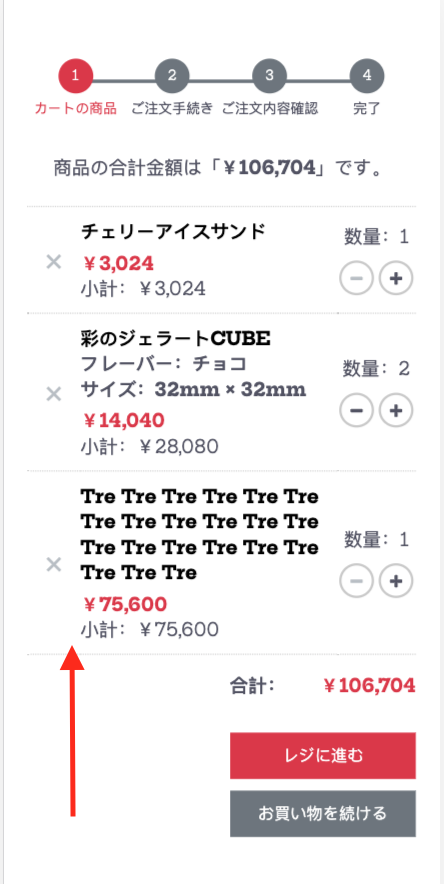 1 2 3 4
カートの商品 ご注文手続き ご注文内容確認 完了
商品の合計金額は「¥106,704」です。
チェリーアイスサンド
数量: 1
¥3,024
小計: ¥3,024
彩のジェラートCUBE
フレーバー: チョコ
数量: 2
サイズ: 32mm × 32mm
¥14,040
小計: ¥28,080
Tre Tre Tre Tre Tre Tre
Tre Tre Tre Tre Tre Tre
Tre Tre Tre Tre Tre Tre
数量: 1
Tre Tre Tre
¥75,600
小計: ¥75,600
合計: ¥106,704
レジに進む
お買い物を続ける